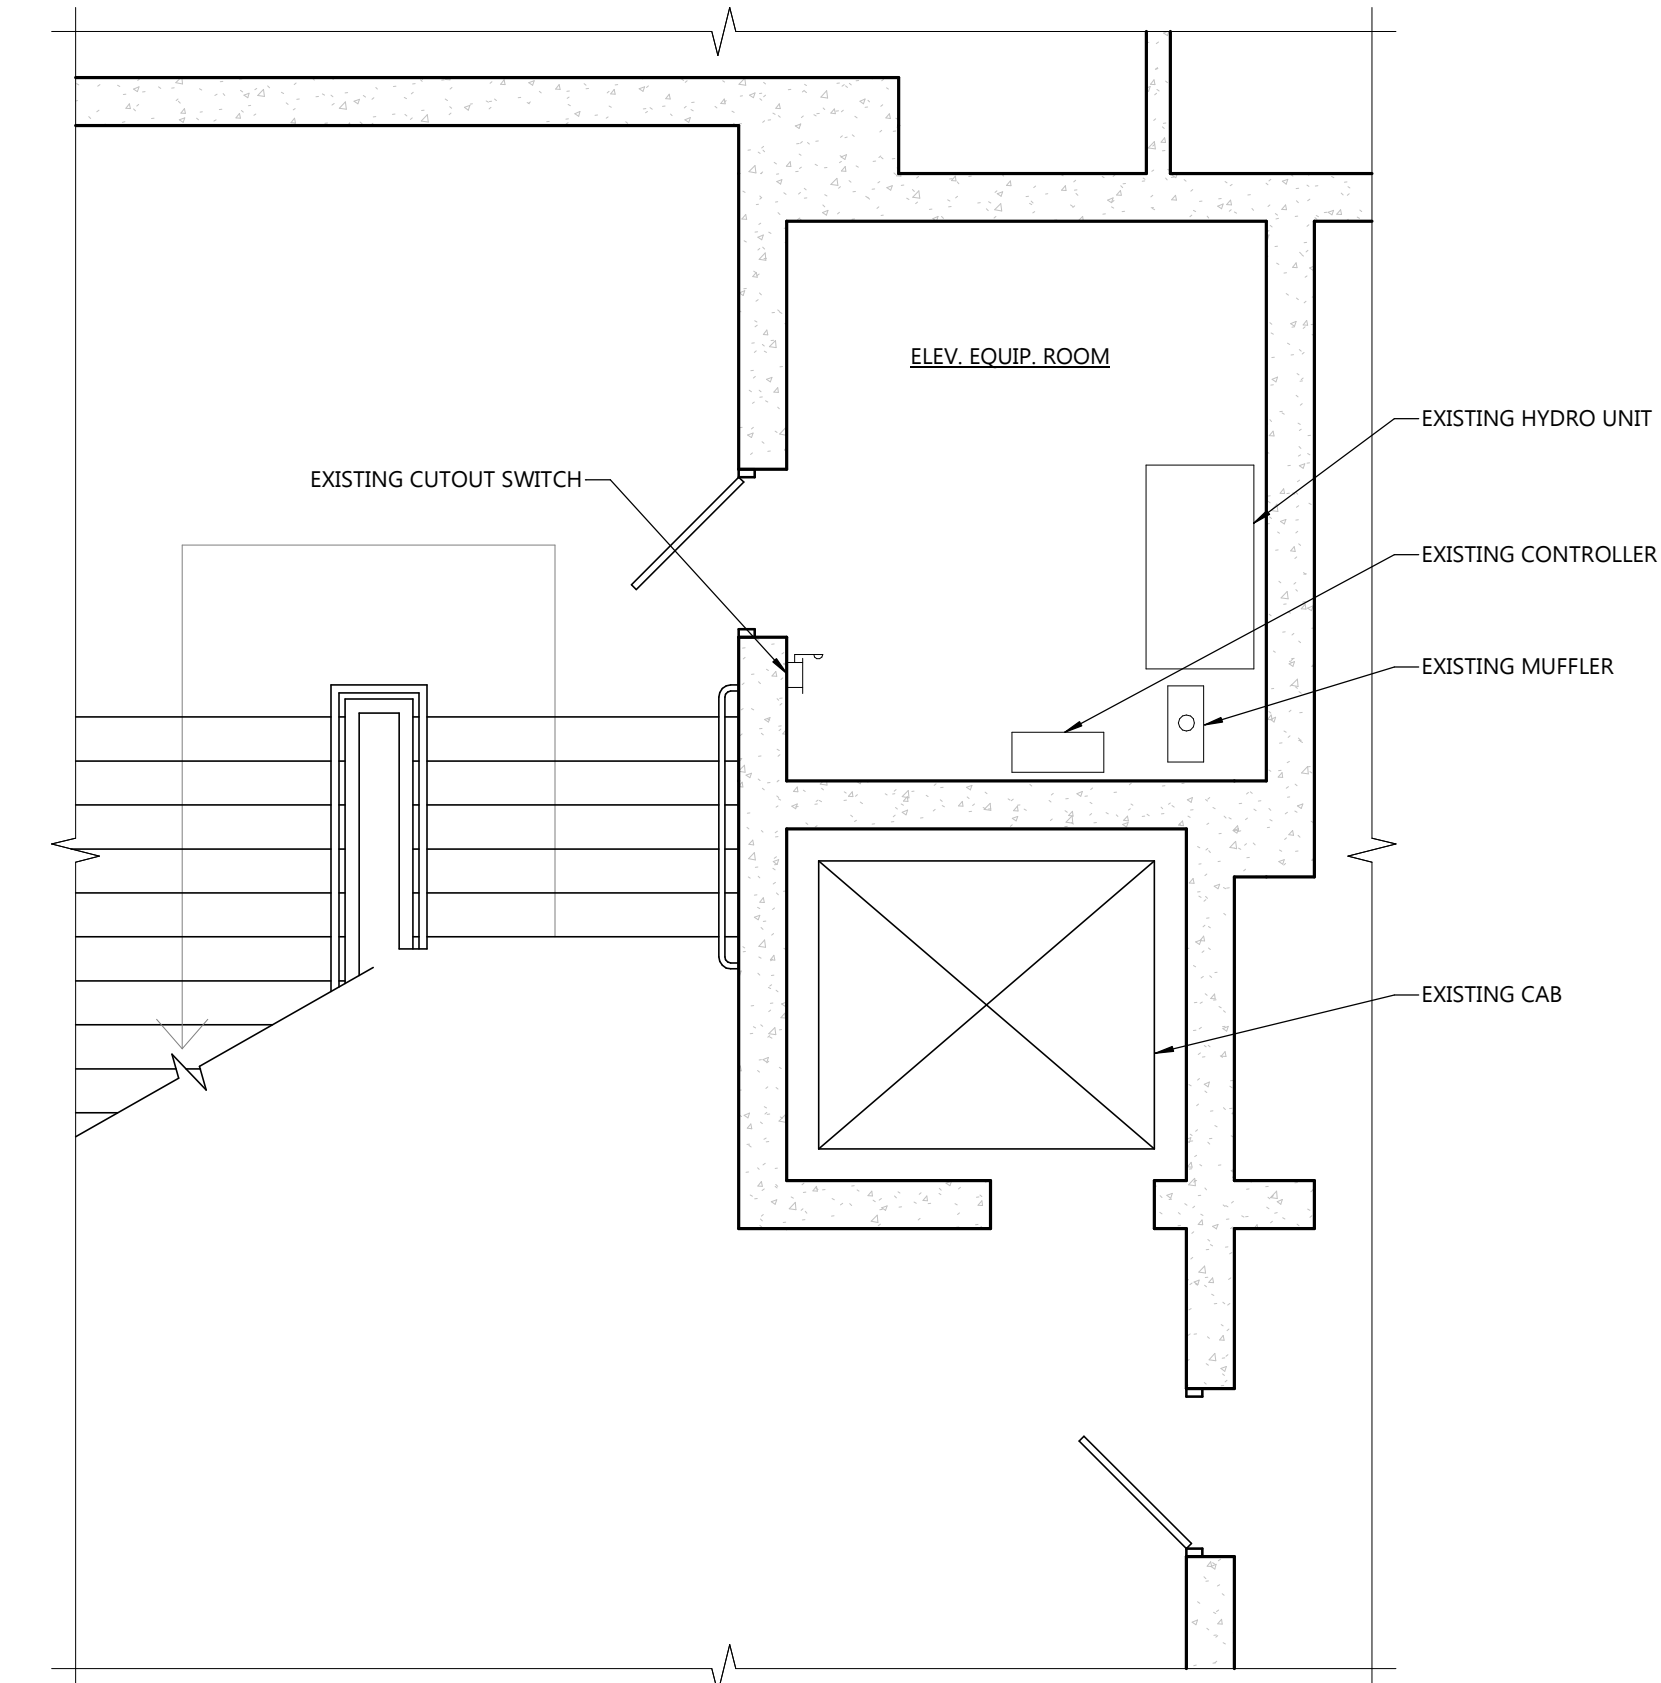 ELEV. EQUIP. ROOM
EXISTING HYDRO UNIT
EXISTING CUTOUT SWITCH
EXISTING CONTROLLER
EXISTING MUFFLER
EXISTING CAB